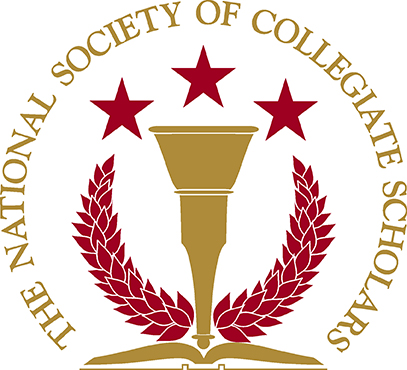 THE NATIONAL SOCIETY OF COLLEGIATE SCHOLARS